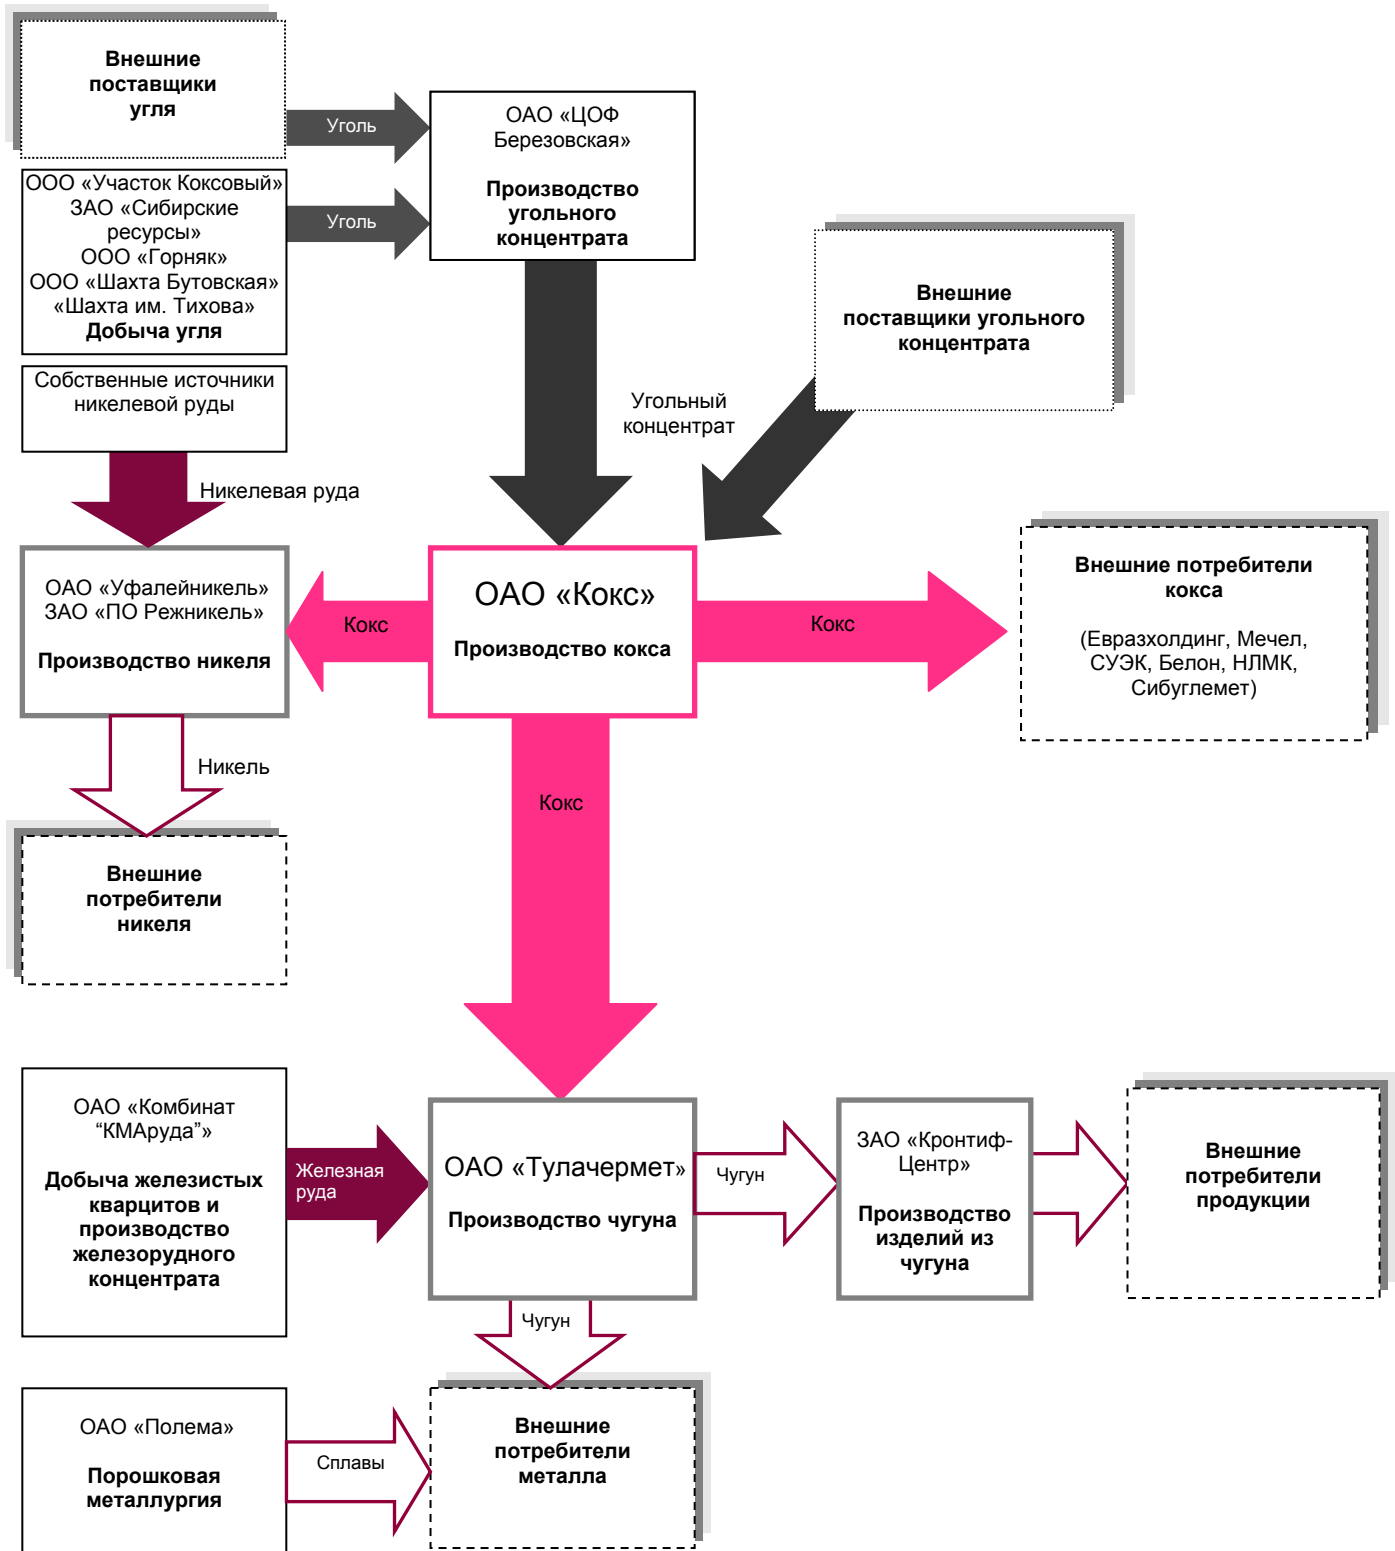 Внешние
поставщики
угля
Уголь
ОАО «ЦОФ
Березовская»
Производство
угольного
концентрата
ООО «Участок Коксовый»
ЗАО «Сибирские
ресурсы»
ООО «Горняк»
ООО «Шахта Бутовская»
«Шахта им. Тихова»
Добыча угля
Уголь
Внешние
поставщики угольного
концентрата
Собственные источники
никелевой руды
Угольный
концентрат
Никелевая руда
ОАО «Уфалейникель»
ЗАО «ПО Режникель»
Производство никеля
Кокс
ОАО «Кокс»
Производство кокса
Кокс
Внешние потребители
кокса
(Евразхолдинг, Мечел,
СУЭК, Белон, НЛМК,
Сибуглемет)
Никель
Кокс
Внешние
потребители
никеля
ОАО «Комбинат
“КМАруда”»
Добыча железистых
кварцитов и
производство
железорудного
концентрата
Железная
руда
ОАО «Тулачермет»
Производство чугуна
Чугун
ЗАО «Кронтиф-
Центр»
Производство
изделий из
чугуна
Внешние
потребители
продукции
Чугун
ОАО «Полема»
Порошковая
металлургия
Сплавы
Внешние
потребители
металла